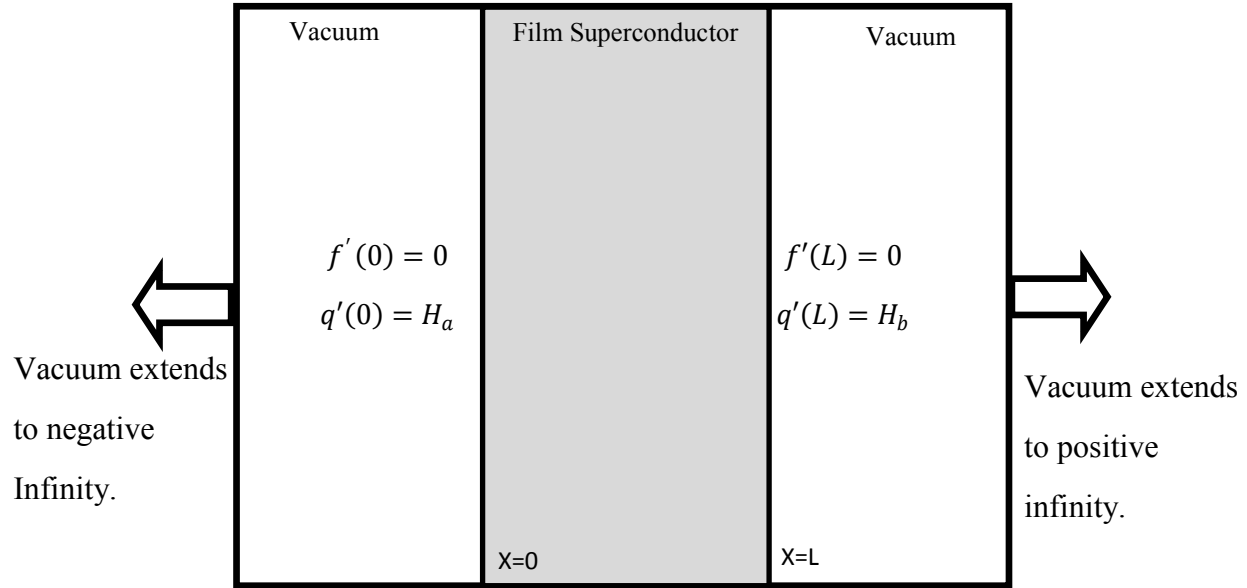 Vacuum
Film Superconductor
Vacuum
f′(0) = 0
q′(0) = Hₐ
f′(L) = 0
q′(L) = H_b
Vacuum extends
to negative
Infinity.
Vacuum extends
to positive
infinity.
X=0
X=L